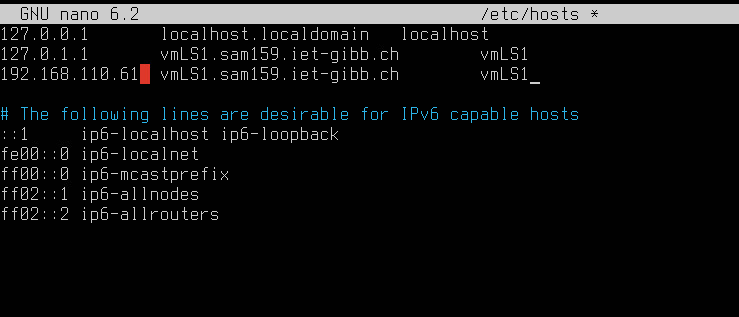 GNU nano 6.2 /etc/hosts *
127.0.0.1 localhost.localdomain localhost
127.0.1.1 vmLS1.sam159.iet-gibb.ch vmLS1
192.168.110.61 vmLS1.sam159.iet-gibb.ch vmLS1_
# The following lines are desirable for IPv6 capable hosts
::1 ip6-localhost ip6-loopback
fe00::0 ip6-localnet
ff00::0 ip6-mcastprefix
ff02::1 ip6-allnodes
ff02::2 ip6-allrouters